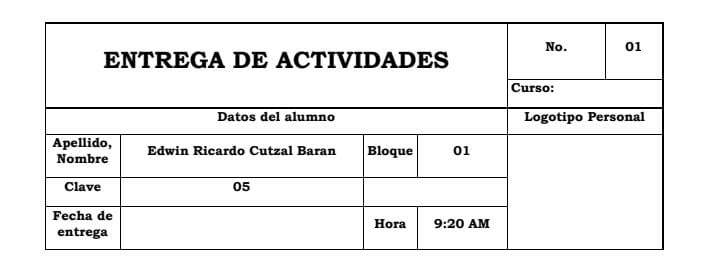 ENTREGA DE ACTIVIDADES
No. 01
Curso:
Datos del alumno
Logotipo Personal
Apellido,
Nombre
Edwin Ricardo Cutzal Baran
Bloque
01
Clave
05
Fecha de
entrega
Hora
9:20 AM